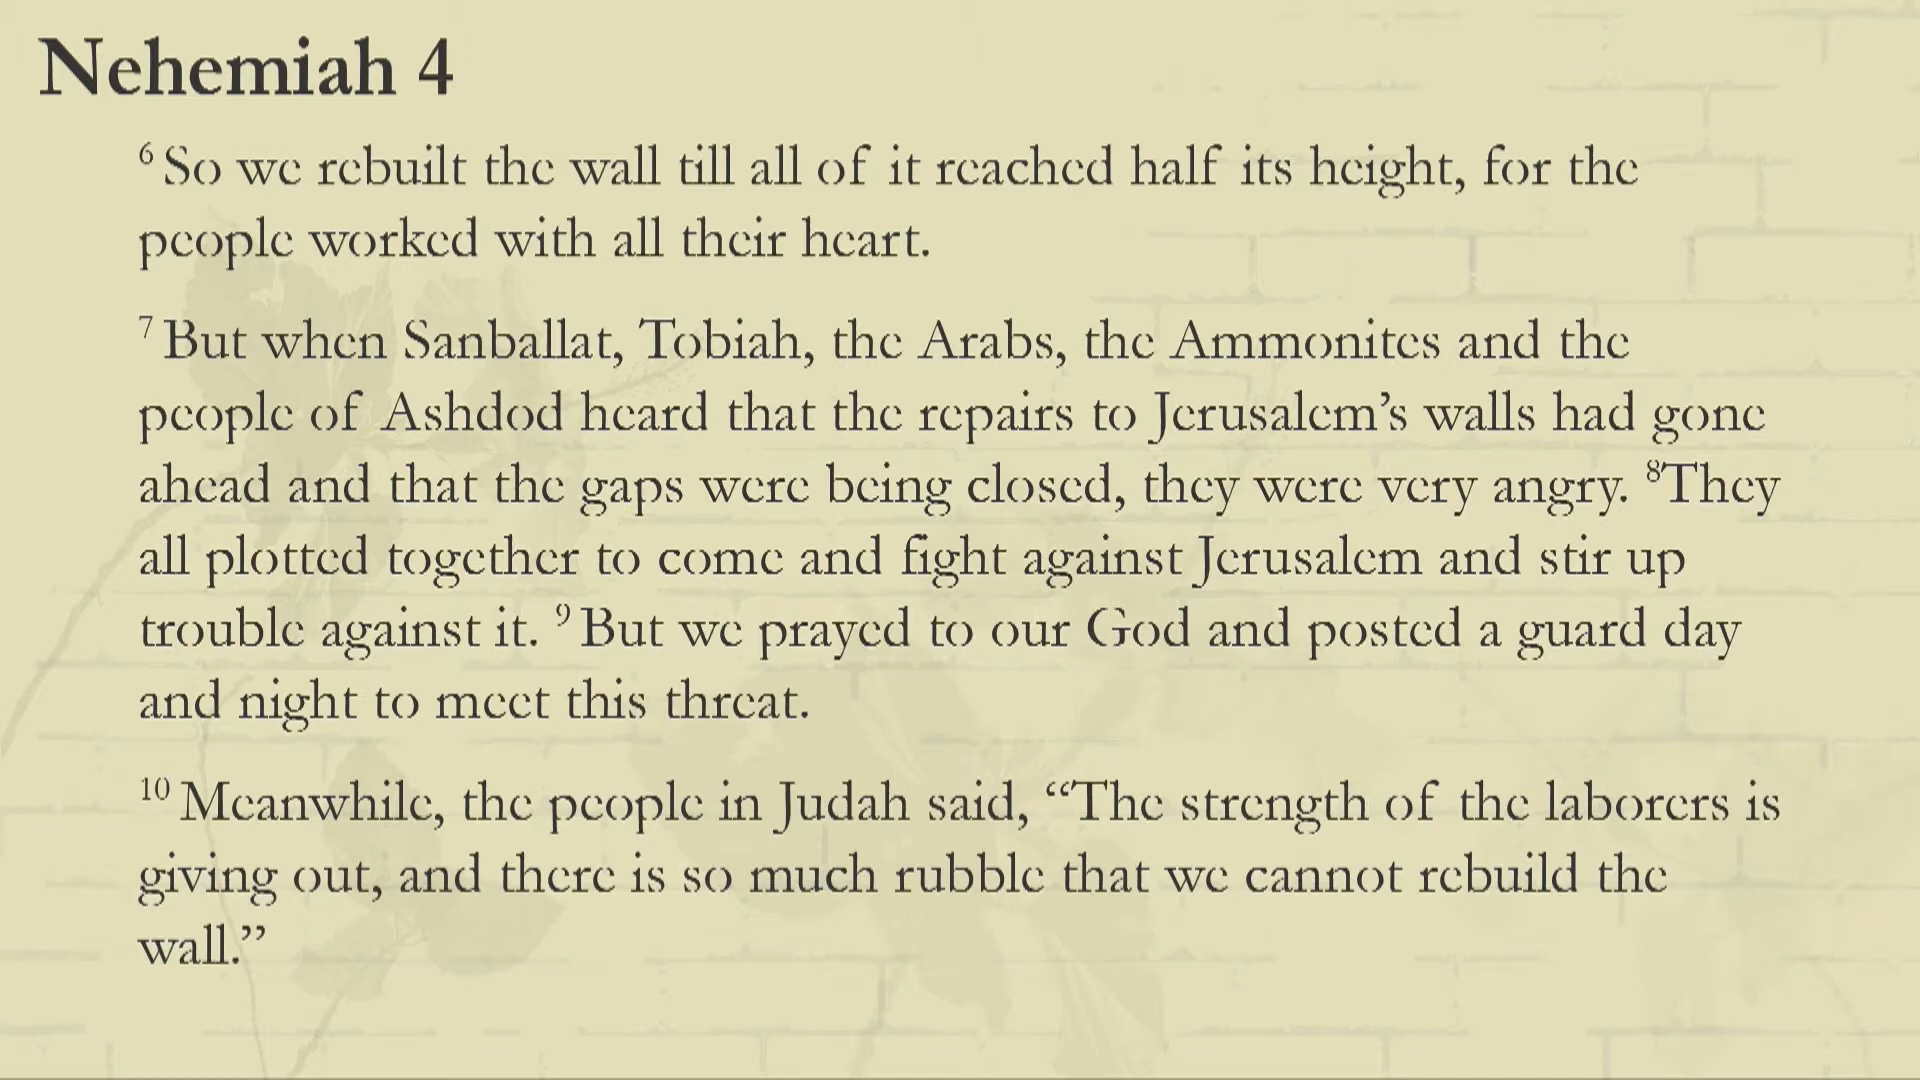 Nehemiah 4
⁶ So we rebuilt the wall till all of it reached half its height, for the
people worked with all their heart.
⁷ But when Sanballat, Tobiah, the Arabs, the Ammonites and the
people of Ashdod heard that the repairs to Jerusalem’s walls had gone
ahead and that the gaps were being closed, they were very angry. ⁸They
all plotted together to come and fight against Jerusalem and stir up
trouble against it. ⁹ But we prayed to our God and posted a guard day
and night to meet this threat.
¹⁰ Meanwhile, the people in Judah said, “The strength of the laborers is
giving out, and there is so much rubble that we cannot rebuild the
wall.”